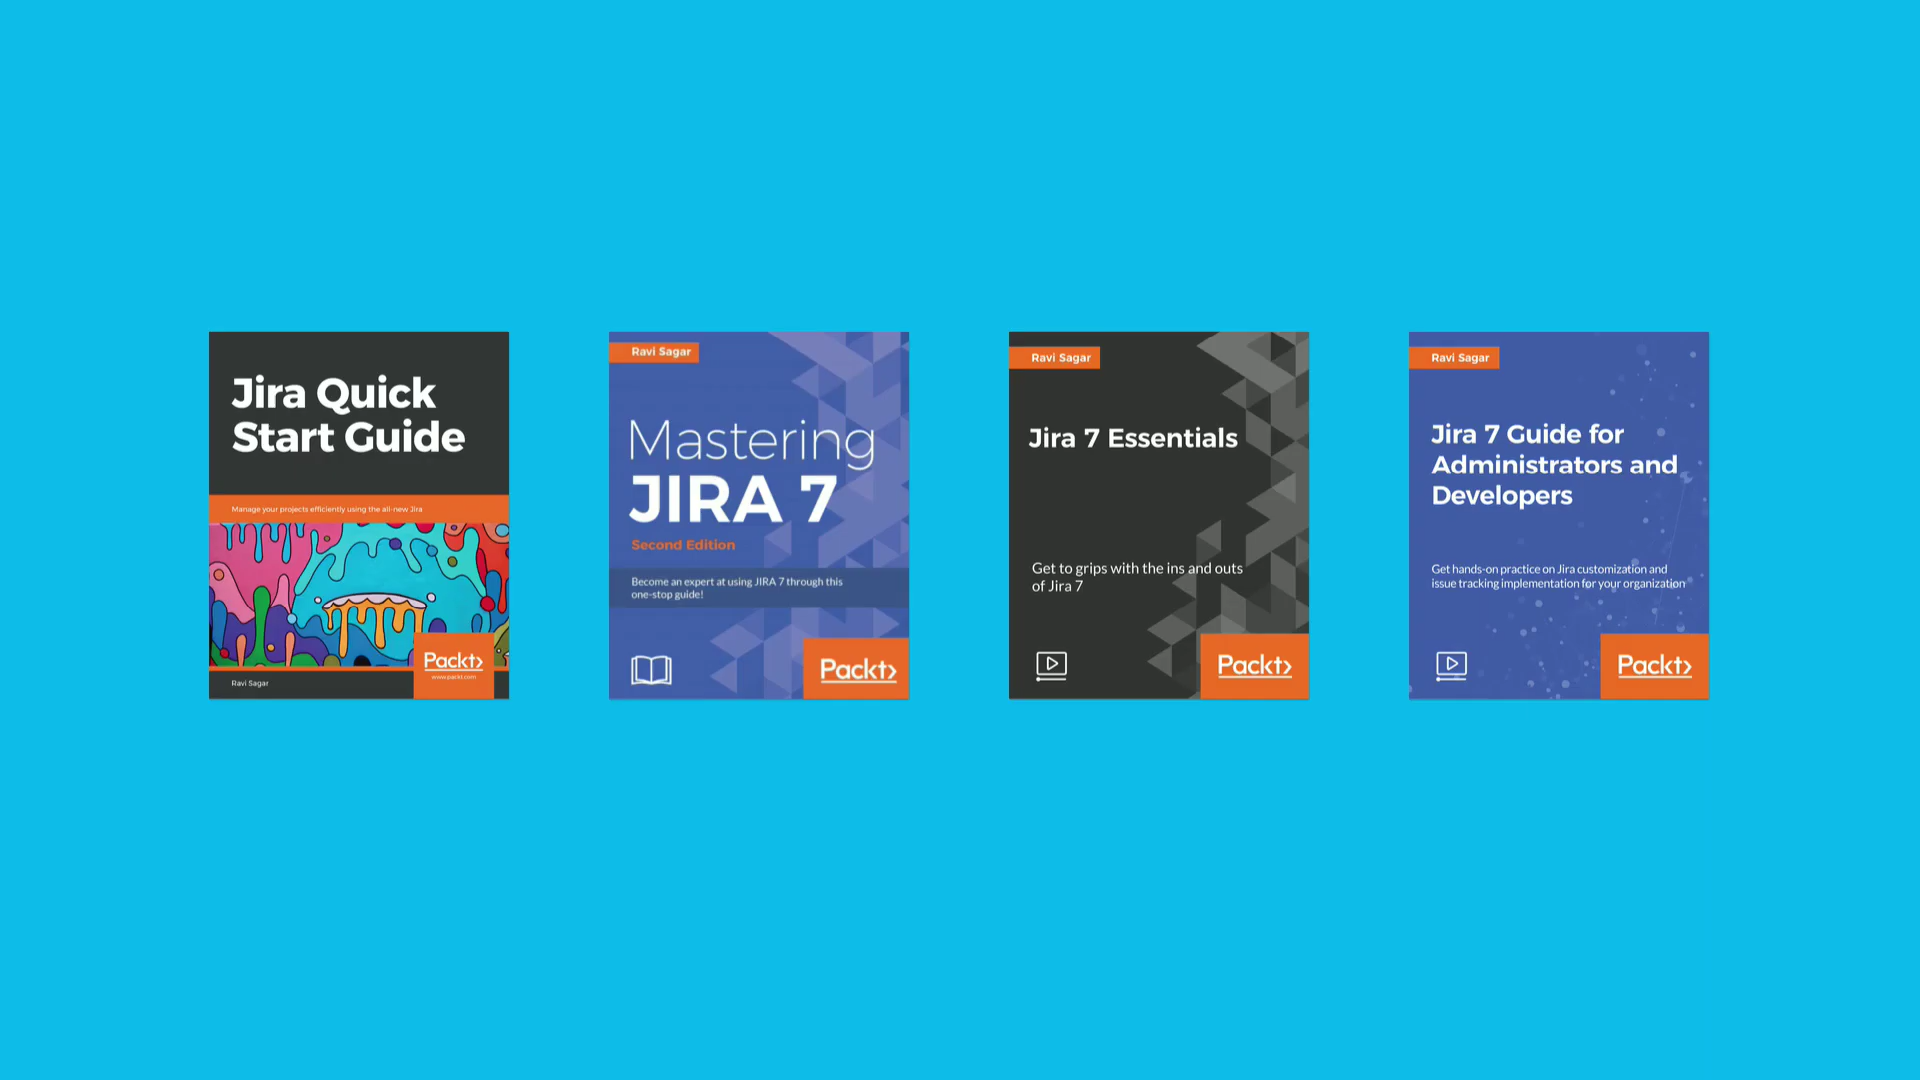 Jira Quick
Start Guide
Manage your projects efficiently using the all-new Jira
Packt>
www.packt.com
Ravi Sagar
Ravi Sagar
Mastering
JIRA 7
Second Edition
Become an expert at using JIRA 7 through this
one-stop guide!
Packt>
Ravi Sagar
Jira 7 Essentials
Get to grips with the ins and outs
of Jira 7
Packt>
Ravi Sagar
Jira 7 Guide for
Administrators and
Developers
Get hands-on practice on Jira customization and
issue tracking implementation for your organization
Packt>